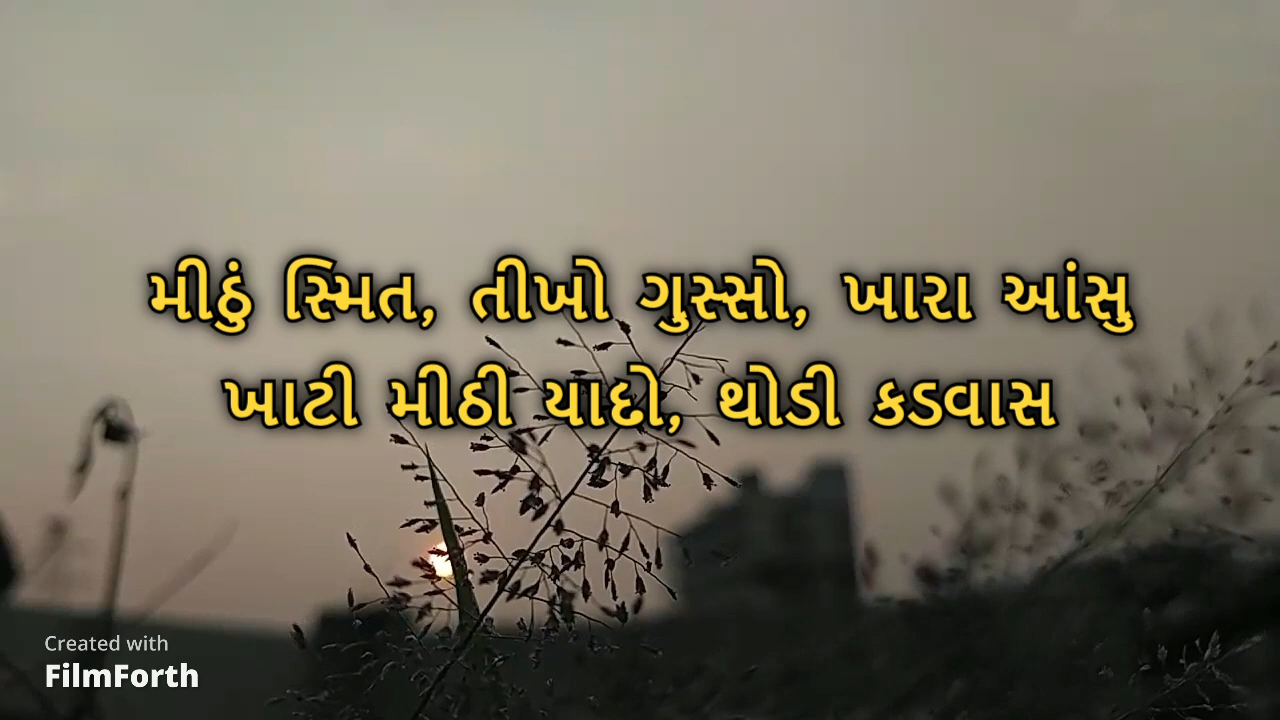 મીઠું સ્મિત, તીખો ગુસ્સો, ખારા આંસુ
ખાટી મીઠી યાદો, થોડી કડવાસ
Created with
FilmForth